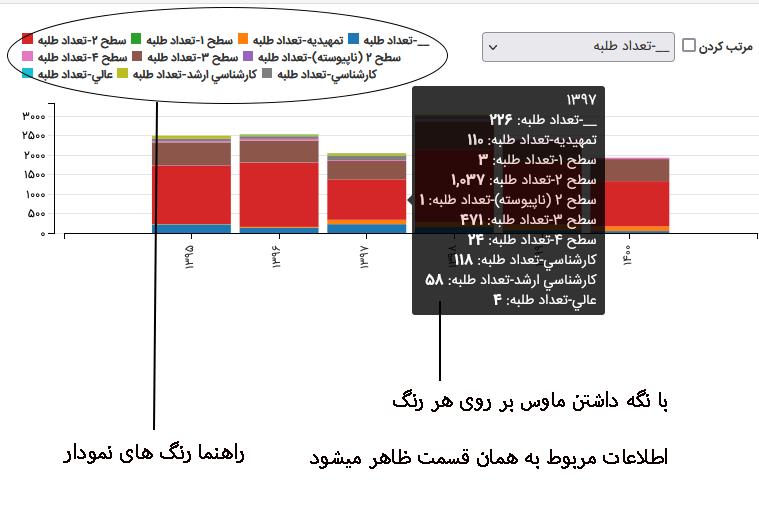 __-تعداد طلبه تمهیدیه-تعداد طلبه سطح ۱-تعداد طلبه سطح ۲-تعداد طلبه
سطح ۲ (ناپیوسته)-تعداد طلبه سطح ۳-تعداد طلبه سطح ۴-تعداد طلبه
کارشناسي-تعداد طلبه کارشناسي ارشد-تعداد طلبه عالي-تعداد طلبه
مرتب کردن
__-تعداد طلبه
۳۰۰۰
۲۵۰۰
۲۰۰۰
۱۵۰۰
۱۰۰۰
۵۰۰
۰
۱۳۹۵
۱۳۹۶
۱۳۹۷
۱۳۹۸
۱۴۰۰
۱۳۹۷
__-تعداد طلبه: ۲۲۶
تمهیدیه-تعداد طلبه: ۱۱۰
سطح ۱-تعداد طلبه: ۳
سطح ۲-تعداد طلبه: ۱,۰۳۷
سطح ۲ (ناپیوسته)-تعداد طلبه: ۱
سطح ۳-تعداد طلبه: ۴۷۱
سطح ۴-تعداد طلبه: ۲۴
کارشناسي-تعداد طلبه: ۱۱۸
کارشناسي ارشد-تعداد طلبه: ۵۸
عالي-تعداد طلبه: ۴
با نگه داشتن ماوس بر روی هر رنگ
اطلاعات مربوط به همان قسمت ظاهر میشود
راهنما رنگ های نمودار